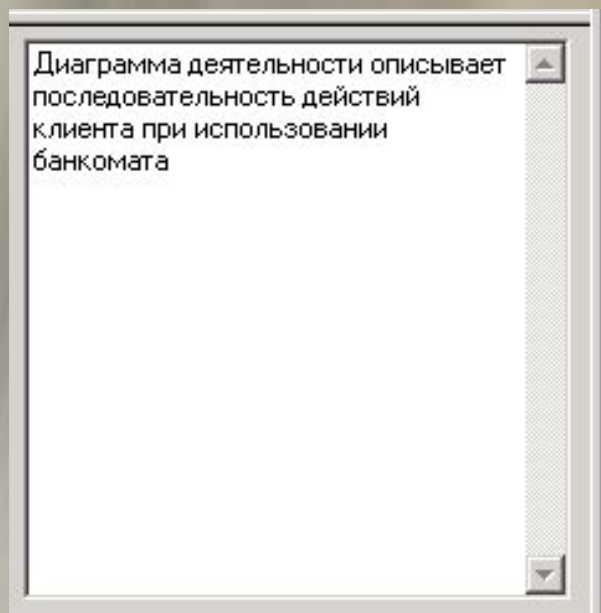 Диаграмма деятельности описывает
последовательность действий
клиента при использовании
банкомата